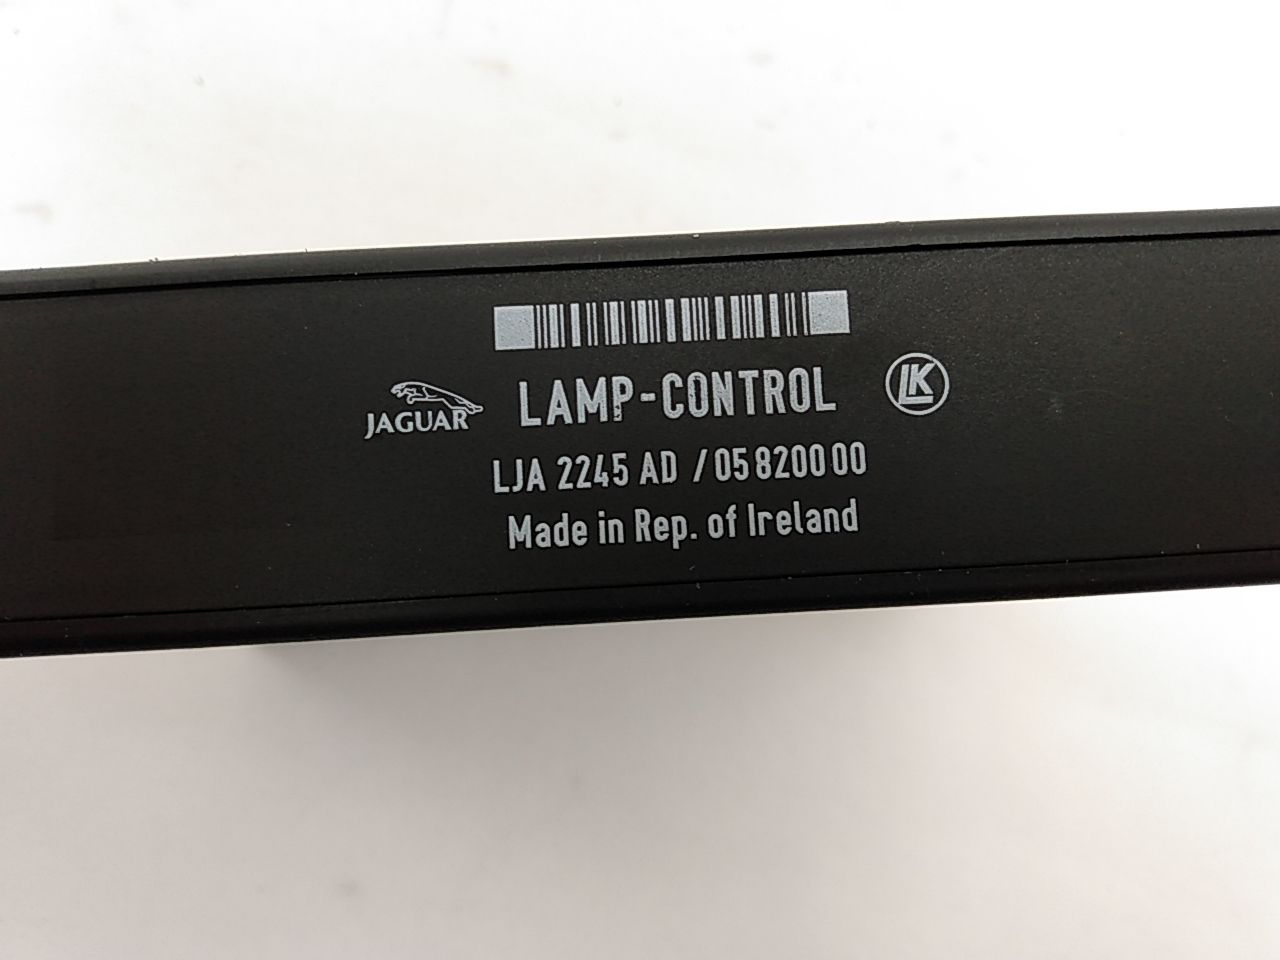 JAGUAR LAMP-CONTROL LK
LJA 2245 AD / 05 8200 00
Made in Rep. of Ireland